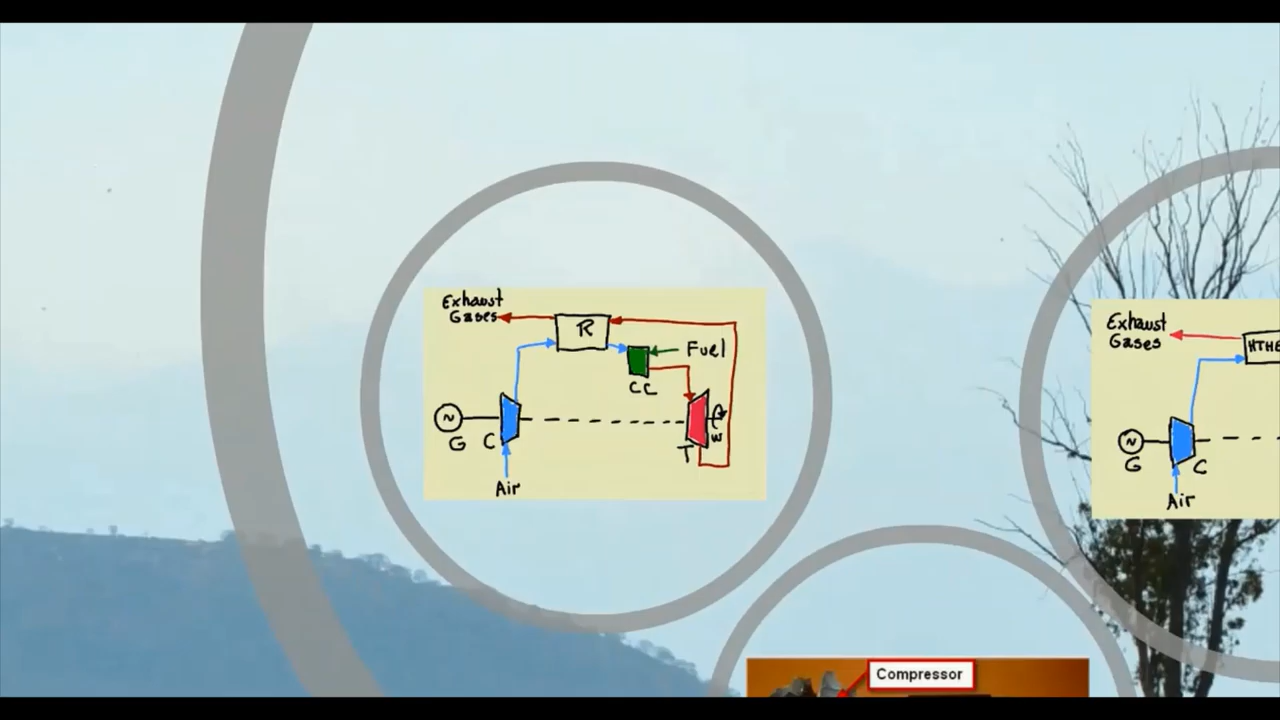 Exhaust
Gases
R
Fuel
CC
G
C
T
W
Air
Exhaust
Gases
HTHE
G
C
Air
Compressor